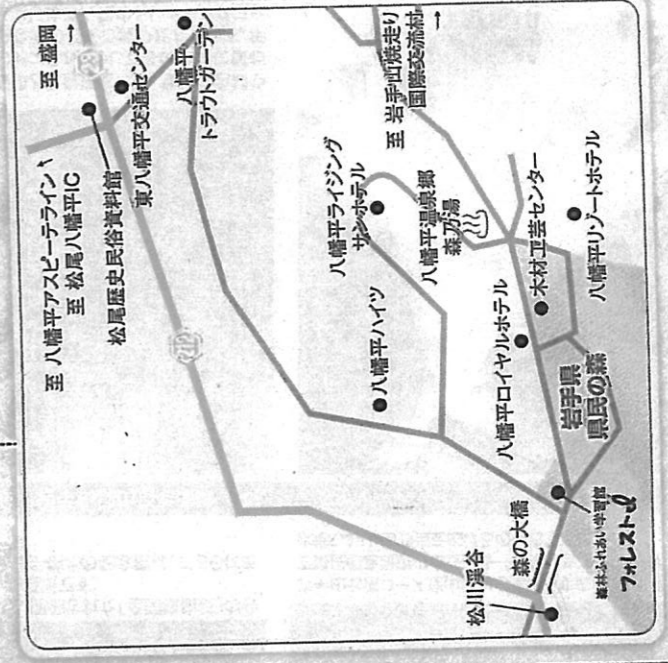 至 八幡平アスピーテライン
至 松尾八幡平IC
至 盛岡
松尾歴史民俗資料館
東八幡平交通センター
八幡平
トラウトガーデン
212
八幡平ライジング
サンホテル
八幡平ハイツ
至 岩手山焼走り
国際交流村
八幡平温泉郷
森乃湯
松川渓谷
森の大橋
八幡平ロイヤルホテル
木材工芸センター
八幡平リゾートホテル
岩手県
県民の森
森林ふれあい学習館
フォレストi